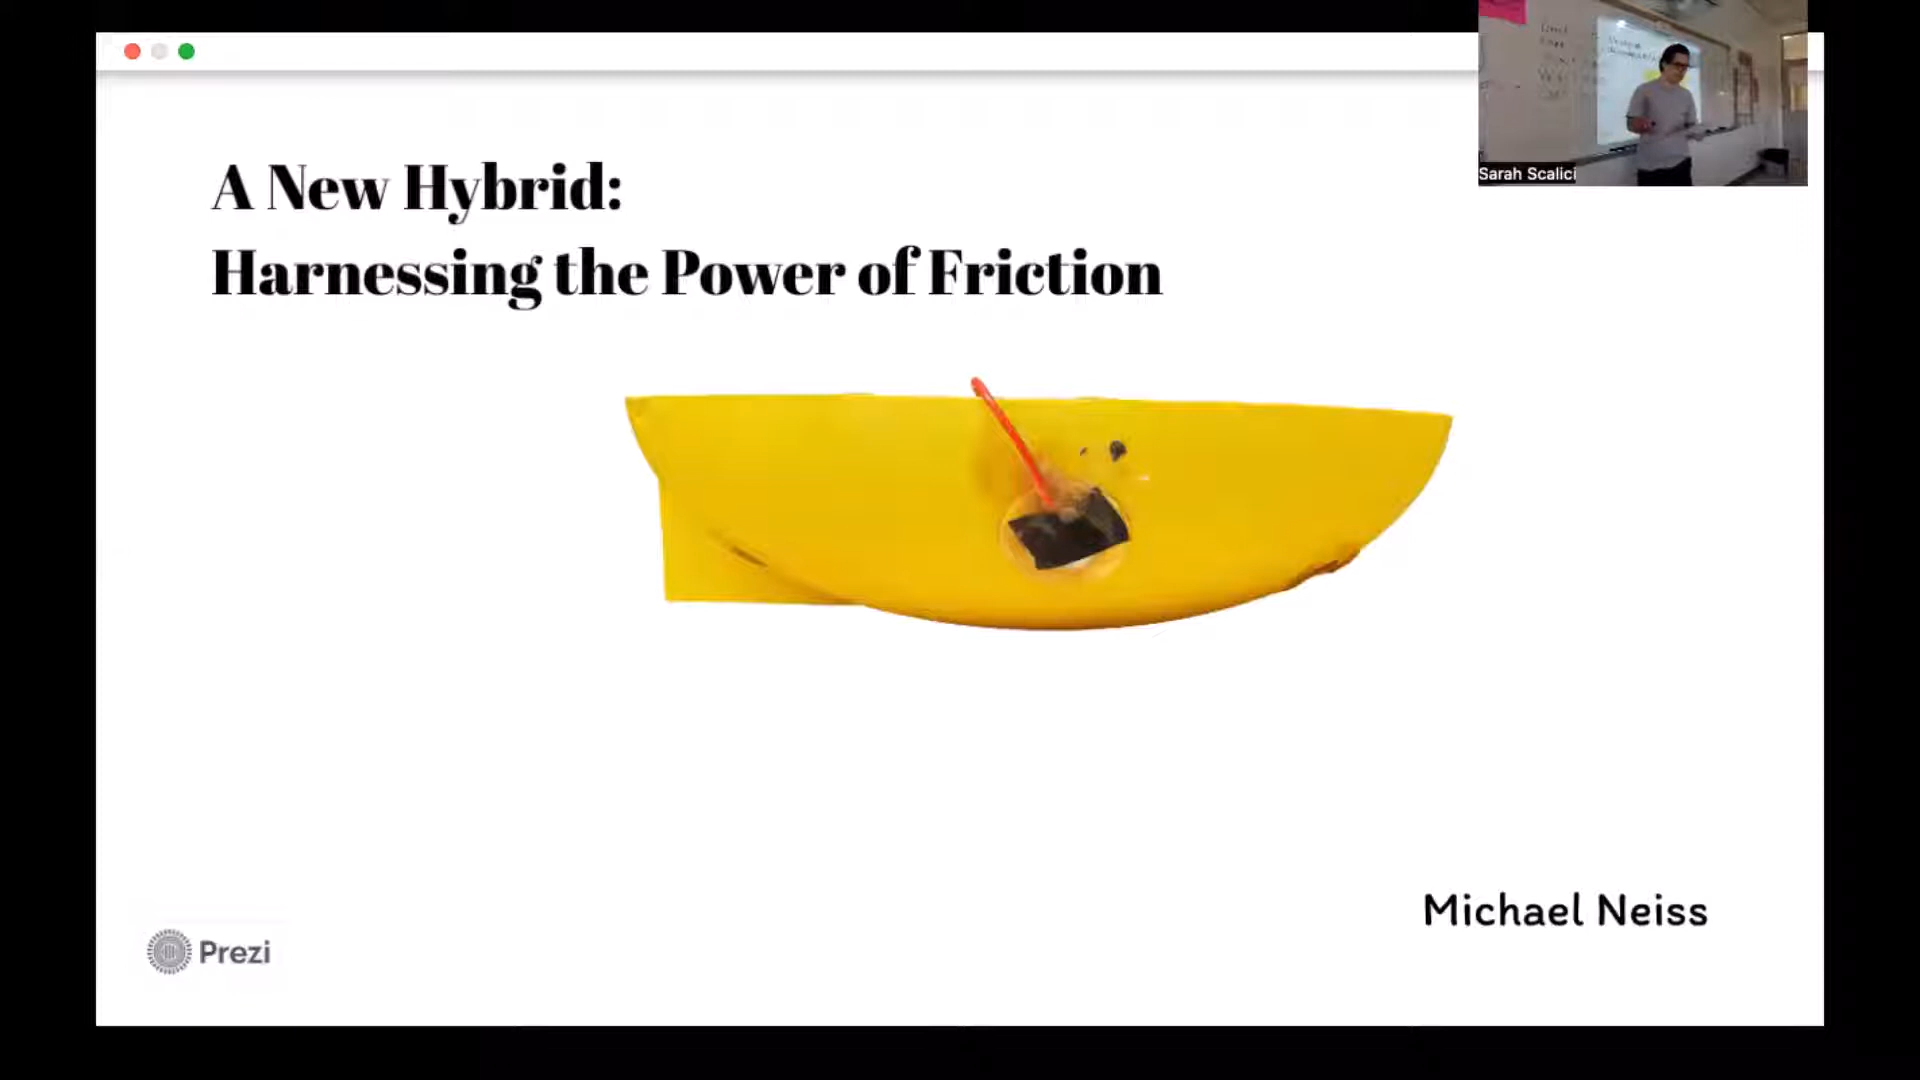 A New Hybrid:
Harnessing the Power of Friction
Sarah Scalici
Michael Neiss
Prezi